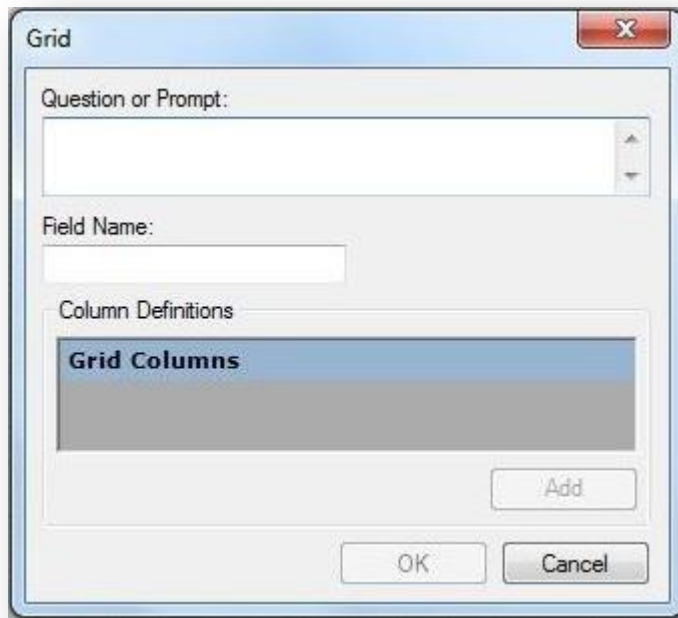 Grid
Question or Prompt:
Field Name:
Column Definitions
Grid Columns
Add
OK
Cancel